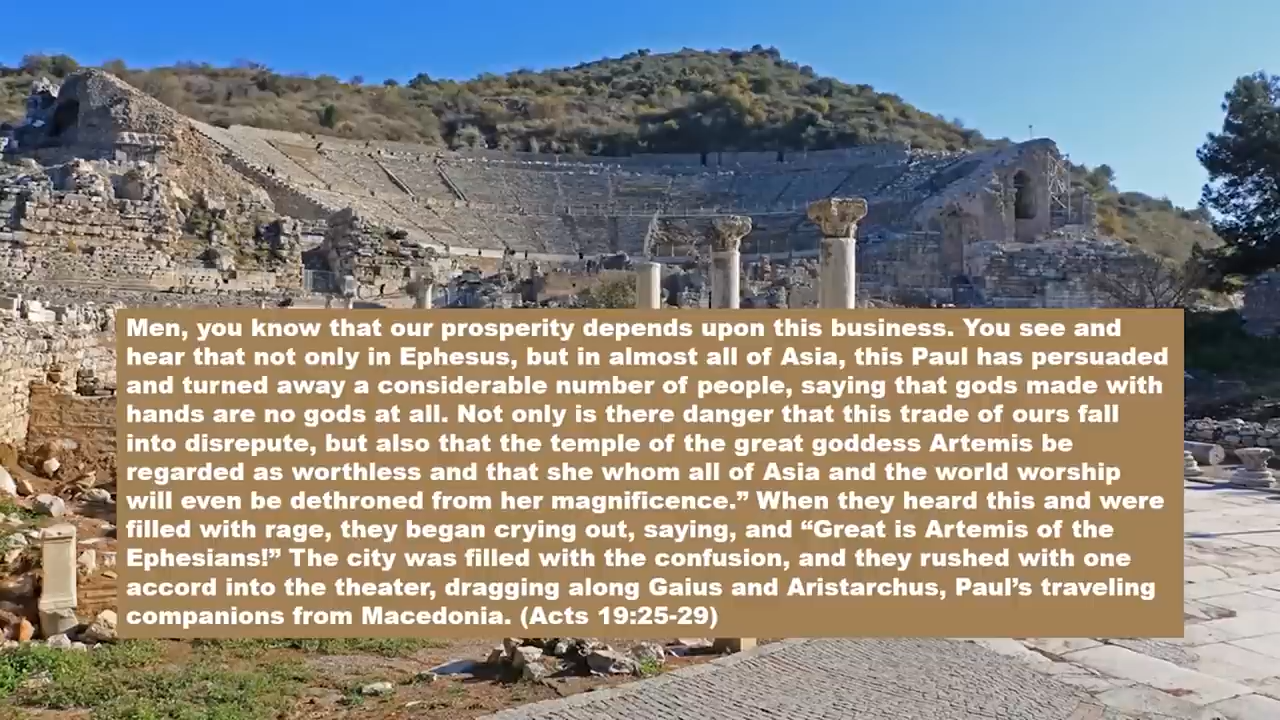 Men, you know that our prosperity depends upon this business. You see and
hear that not only in Ephesus, but in almost all of Asia, this Paul has persuaded
and turned away a considerable number of people, saying that gods made with
hands are no gods at all. Not only is there danger that this trade of ours fall
into disrepute, but also that the temple of the great goddess Artemis be
regarded as worthless and that she whom all of Asia and the world worship
will even be dethroned from her magnificence.” When they heard this and were
filled with rage, they began crying out, saying, and “Great is Artemis of the
Ephesians!” The city was filled with the confusion, and they rushed with one
accord into the theater, dragging along Gaius and Aristarchus, Paul’s traveling
companions from Macedonia. (Acts 19:25-29)